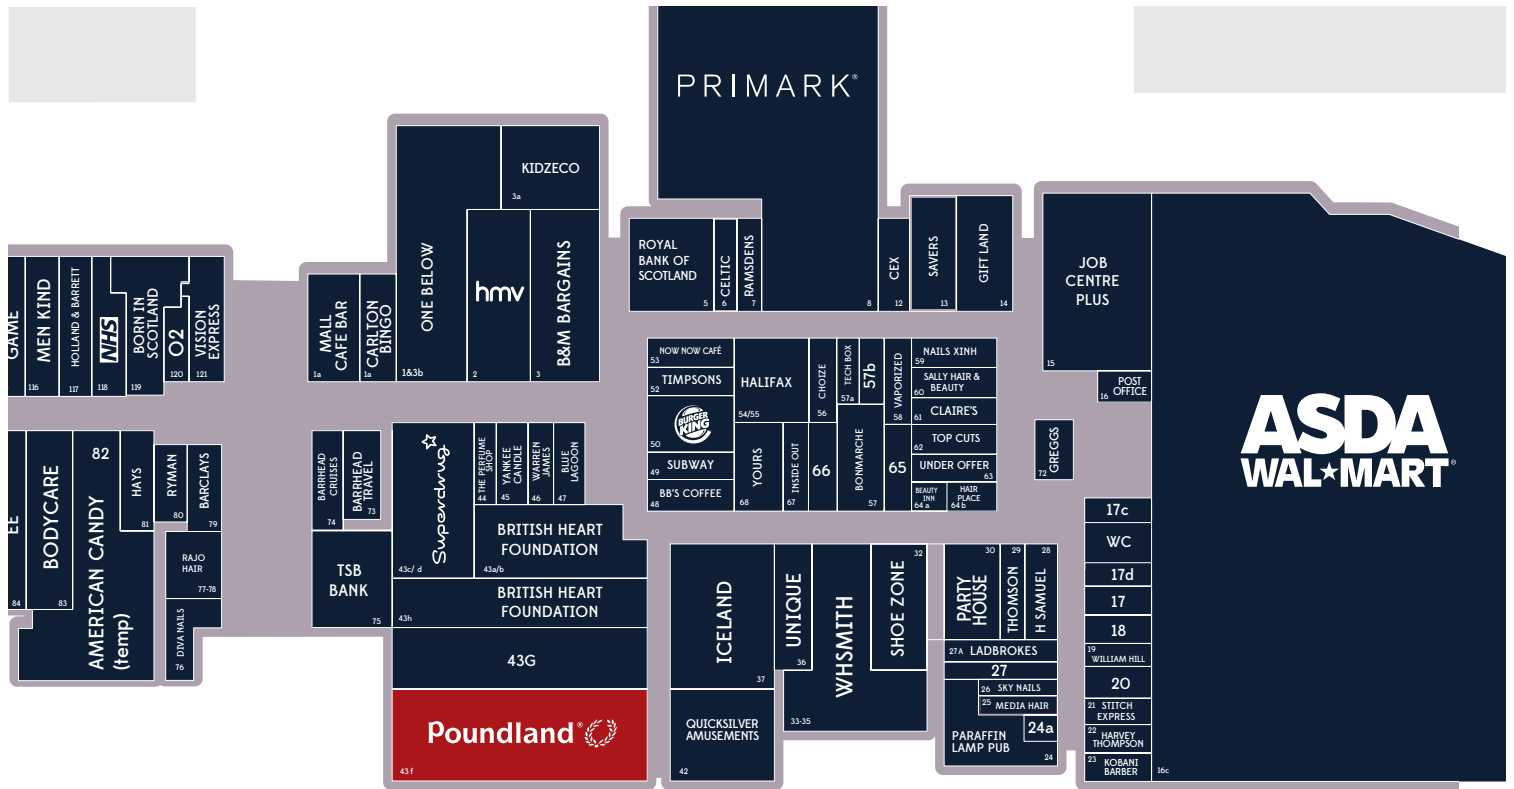 PRIMARK®
KIDZECO
3a
ONE BELOW
1&3b
hmv
2
B&M BARGAINS
3
MALL
CAFE BAR
1a
CARLTON
BINGO
1a
ROYAL
BANK OF
SCOTLAND
5
CELTIC
6
RAMSDENS
7
8
CEX
12
SAVERS
13
GIFT LAND
14
JOB
CENTRE
PLUS
15
POST
OFFICE
16
ASDA
WAL★MART®
16c
GAME
MEN KIND
116
HOLLAND & BARRETT
117
NHS
118
BORN IN
SCOTLAND
119
O2
120
VISION
EXPRESS
121
NOW NOW CAFÉ
53
TIMPSONS
52
BURGER
KING
50
SUBWAY
49
BB'S COFFEE
48
HALIFAX
54/55
CHOIZE
56
TECH BOX
57a
57b
VAPORIZED
58
NAILS XINH
59
SALLY HAIR &
BEAUTY
60
CLAIRE'S
61
TOP CUTS
62
UNDER OFFER
63
BEAUTY
INN
64a
HAIR
PLACE
64b
YOURS
68
INSIDE OUT
67
66
BONMARCHE
57
65
GREGGS
72
EE
84
BODYCARE
83
82
AMERICAN CANDY
(temp)
HAYS
81
RYMAN
80
BARCLAYS
79
RAJO
HAIR
77-78
DIVA NAILS
76
BARRHEAD
CRUISES
74
BARRHEAD
TRAVEL
73
TSB
BANK
75
Superdrug
43c/ d
THE PERFUME
SHOP
44
YANKEE
CANDLE
45
WARREN
JAMES
46
BLUE
LAGOON
47
BRITISH HEART
FOUNDATION
43a/b
BRITISH HEART
FOUNDATION
43h
43G
Poundland®
43 f
ICELAND
37
UNIQUE
36
WHSMITH
33-35
SHOE ZONE
32
QUICKSILVER
AMUSEMENTS
42
PARTY
HOUSE
30
THOMSON
29
H SAMUEL
28
27A LADBROKES
27
26 SKY NAILS
25 MEDIA HAIR
24a
PARAFFIN
LAMP PUB
24
17c
WC
17d
17
18
19
WILLIAM HILL
20
21 STITCH
EXPRESS
22 HARVEY
THOMPSON
23 KOBANI
BARBER